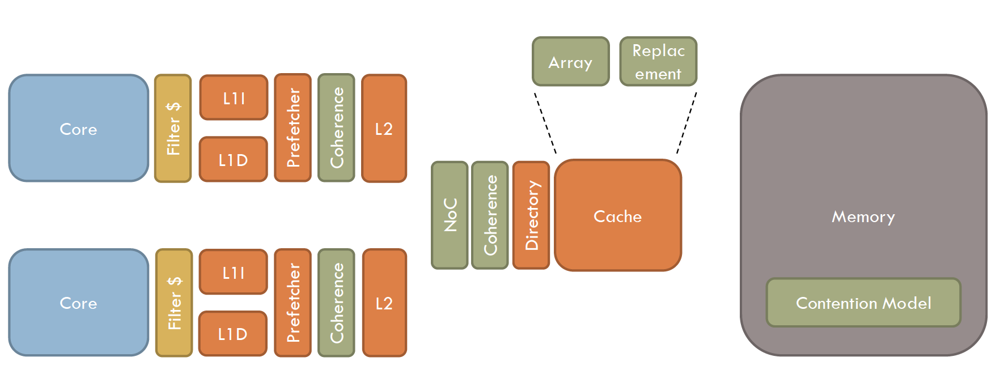 Array
Replac
ement
Core
Filter $
L1I
L1D
Prefetcher
Coherence
L2
NoC
Coherence
Directory
Cache
Memory
Contention Model
Core
Filter $
L1I
L1D
Prefetcher
Coherence
L2